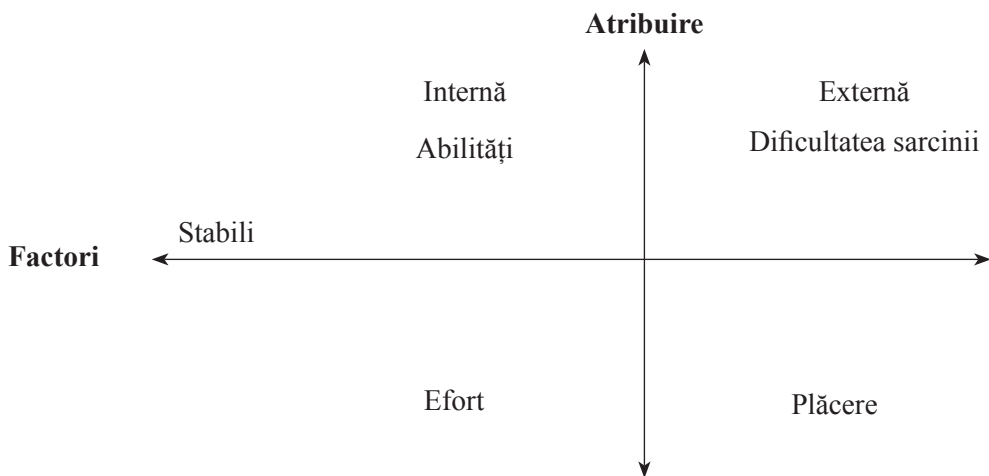 Atribuire
Internă Externă
Abilități Dificultatea sarcinii
Stabili
Factori
Efort Plăcere